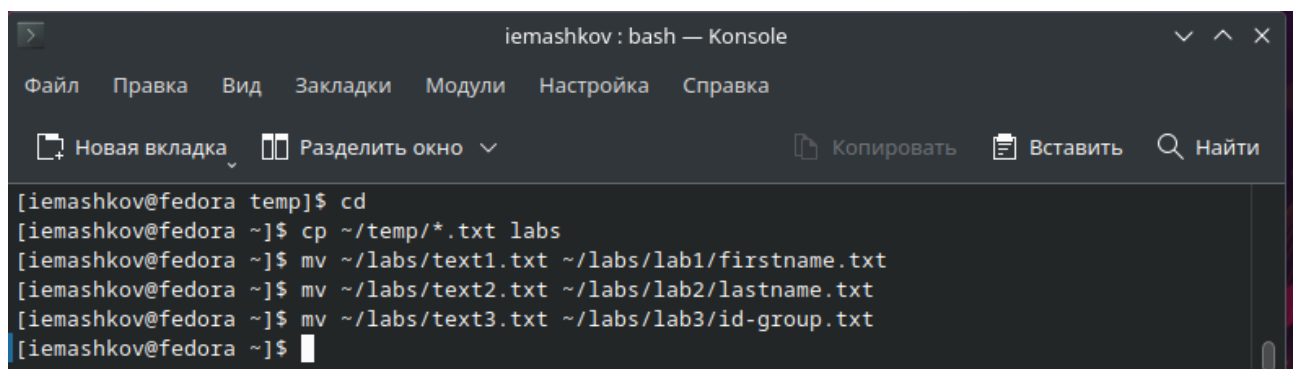 iemashkov : bash — Konsole
Файл Правка Вид Закладки Модули Настройка Справка
Новая вкладка Разделить окно Копировать Вставить Найти
[iemashkov@fedora temp]$ cd
[iemashkov@fedora ~]$ cp ~/temp/*.txt labs
[iemashkov@fedora ~]$ mv ~/labs/text1.txt ~/labs/lab1/firstname.txt
[iemashkov@fedora ~]$ mv ~/labs/text2.txt ~/labs/lab2/lastname.txt
[iemashkov@fedora ~]$ mv ~/labs/text3.txt ~/labs/lab3/id-group.txt
[iemashkov@fedora ~]$